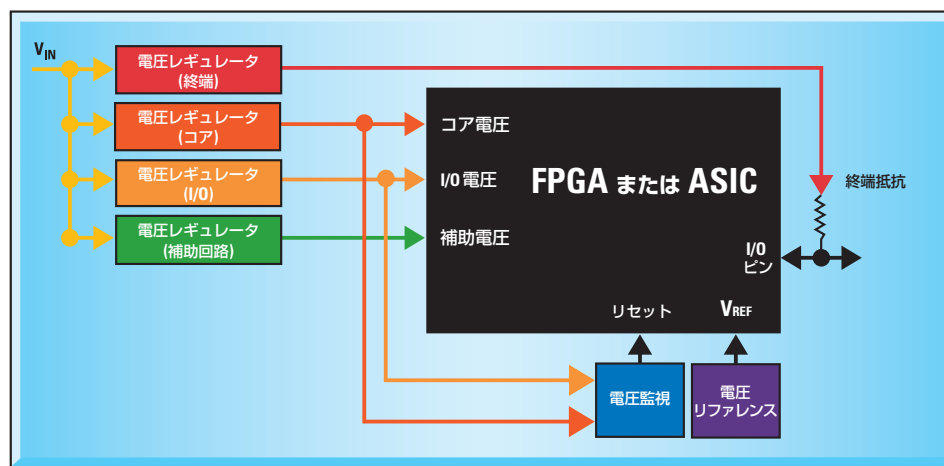 VIN
電圧レギュレータ
(終端)
電圧レギュレータ
(コア)
電圧レギュレータ
(I/O)
電圧レギュレータ
(補助回路)
コア電圧
I/O 電圧
補助電圧
FPGA または ASIC
終端抵抗
I/O
ピン
リセット
VREF
電圧監視
電圧
リファレンス